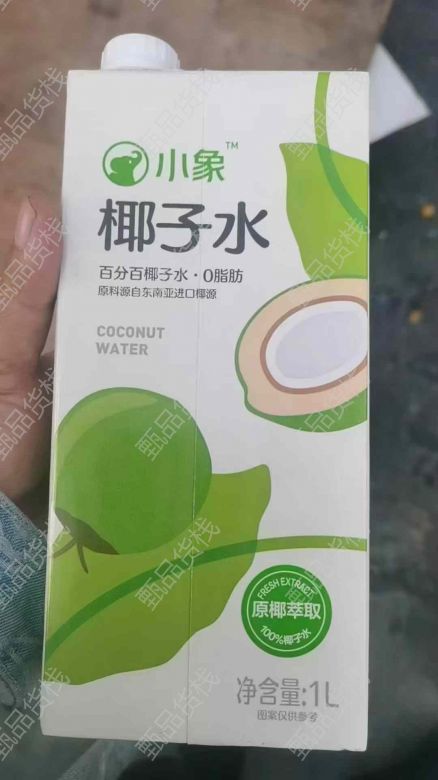 小象™
椰子水
百分百椰子水·0脂肪
原料源自东南亚进口椰源
COCONUT
WATER
FRESH EXTRACT
原椰萃取
100%椰子水
净含量:1L
图案仅供参考
甄品货栈